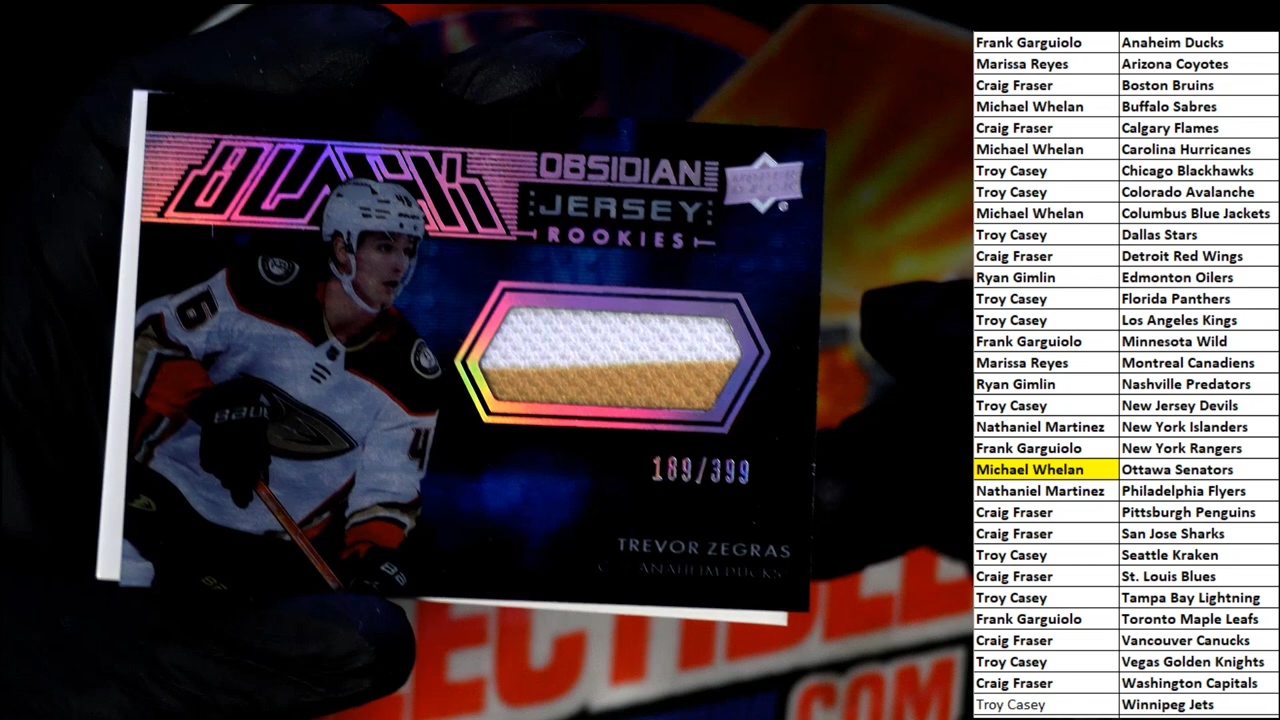 BLACK
OBSIDIAN
JERSEY
ROOKIES
46
46
BAUER
189/399
TREVOR ZEGRAS
C ANAHEIM DUCKS
COM
Frank Garguiolo Anaheim Ducks
Marissa Reyes Arizona Coyotes
Craig Fraser Boston Bruins
Michael Whelan Buffalo Sabres
Craig Fraser Calgary Flames
Michael Whelan Carolina Hurricanes
Troy Casey Chicago Blackhawks
Troy Casey Colorado Avalanche
Michael Whelan Columbus Blue Jackets
Troy Casey Dallas Stars
Craig Fraser Detroit Red Wings
Ryan Gimlin Edmonton Oilers
Troy Casey Florida Panthers
Troy Casey Los Angeles Kings
Frank Garguiolo Minnesota Wild
Marissa Reyes Montreal Canadiens
Ryan Gimlin Nashville Predators
Troy Casey New Jersey Devils
Nathaniel Martinez New York Islanders
Frank Garguiolo New York Rangers
Michael Whelan Ottawa Senators
Nathaniel Martinez Philadelphia Flyers
Craig Fraser Pittsburgh Penguins
Craig Fraser San Jose Sharks
Troy Casey Seattle Kraken
Craig Fraser St. Louis Blues
Troy Casey Tampa Bay Lightning
Frank Garguiolo Toronto Maple Leafs
Craig Fraser Vancouver Canucks
Troy Casey Vegas Golden Knights
Craig Fraser Washington Capitals
Troy Casey Winnipeg Jets